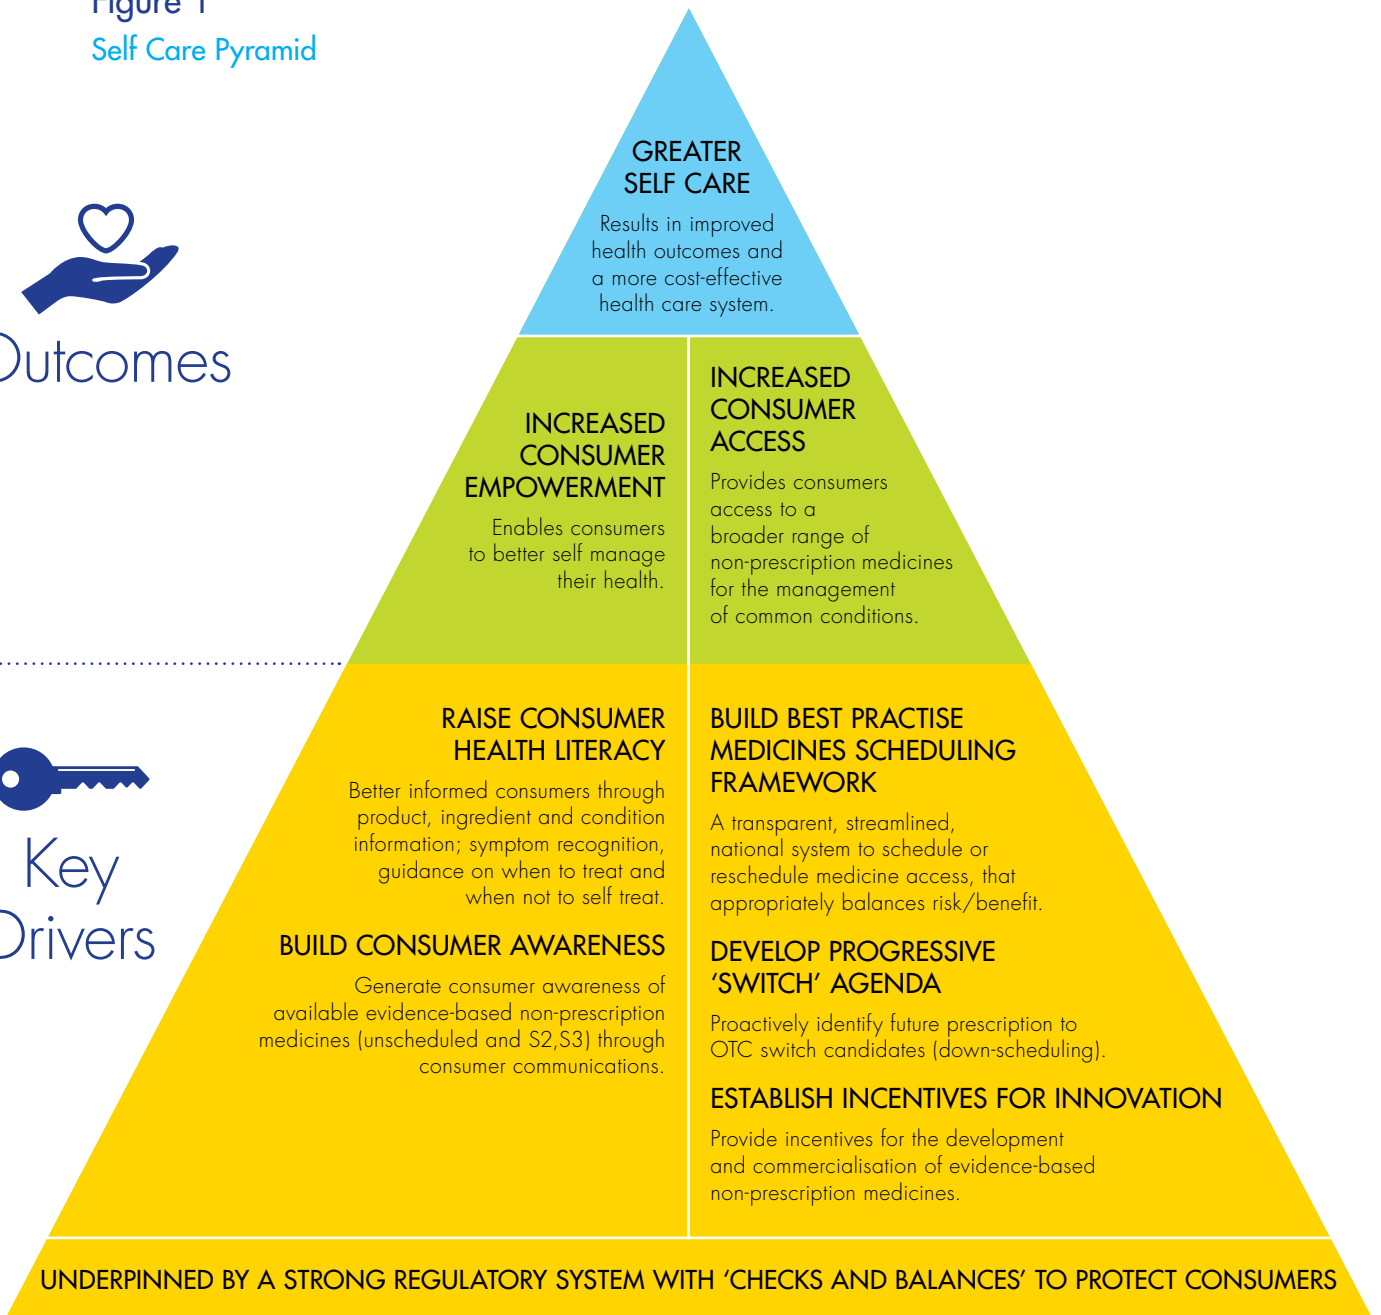 Figure 1
Self Care Pyramid
GREATER
SELF CARE
Results in improved
health outcomes and
a more cost-effective
health care system.
Outcomes
INCREASED
CONSUMER
EMPOWERMENT
Enables consumers
to better self manage
their health.
INCREASED
CONSUMER
ACCESS
Provides consumers
access to a
broader range of
non-prescription medicines
for the management
of common conditions.
Key
Drivers
RAISE CONSUMER
HEALTH LITERACY
Better informed consumers through
product, ingredient and condition
information; symptom recognition,
guidance on when to treat and
when not to self treat.
BUILD CONSUMER AWARENESS
Generate consumer awareness of
available evidence-based non-prescription
medicines (unscheduled and S2,S3) through
consumer communications.
BUILD BEST PRACTISE
MEDICINES SCHEDULING
FRAMEWORK
A transparent, streamlined,
national system to schedule or
reschedule medicine access, that
appropriately balances risk/benefit.
DEVELOP PROGRESSIVE
‘SWITCH’ AGENDA
Proactively identify future prescription to
OTC switch candidates (down-scheduling).
ESTABLISH INCENTIVES FOR INNOVATION
Provide incentives for the development
and commercialisation of evidence-based
non-prescription medicines.
UNDERPINNED BY A STRONG REGULATORY SYSTEM WITH ‘CHECKS AND BALANCES’ TO PROTECT CONSUMERS